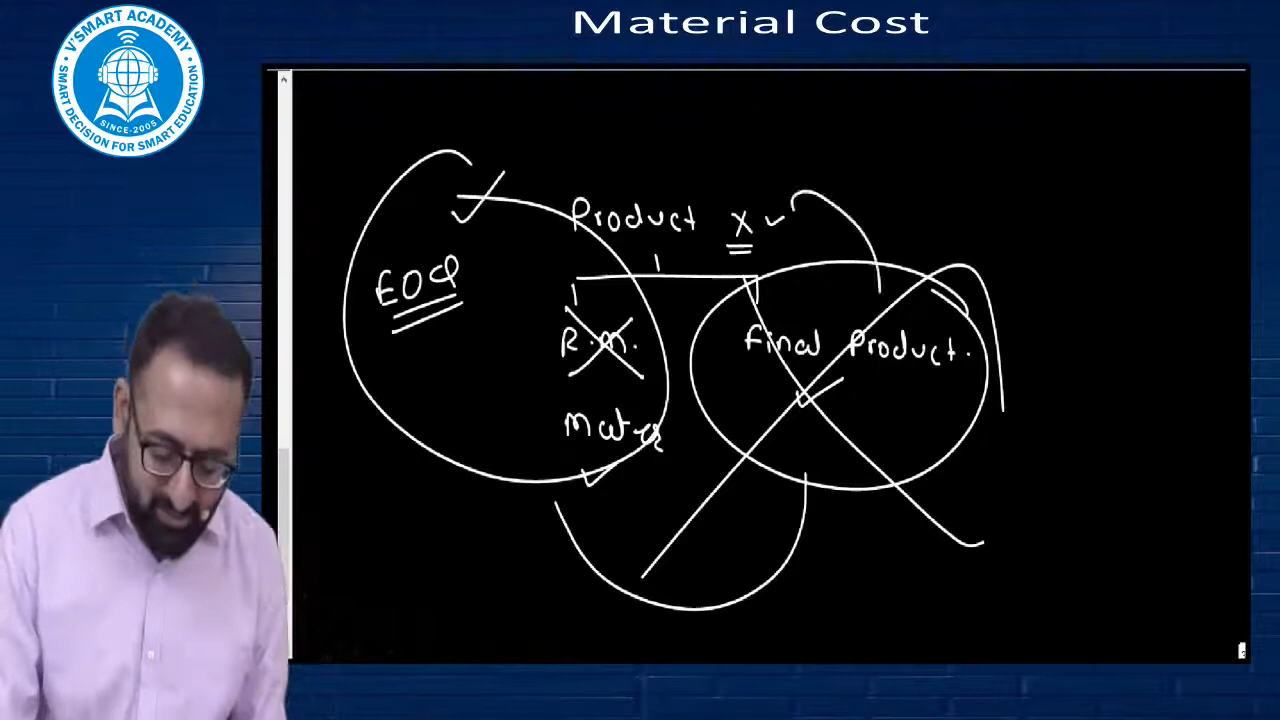 Material Cost
V'SMART ACADEMY
SINCE-2005
SMART DECISION FOR SMART EDUCATION
Product X
EOQ
R.M.
Final Product.